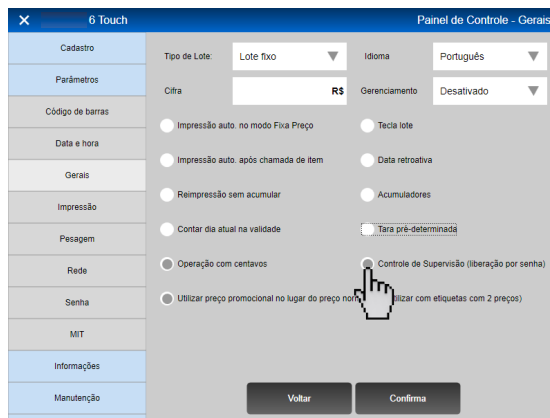 6 Touch
Painel de Controle - Gerais
Cadastro
Parâmetros
Código de barras
Data e hora
Gerais
Impressão
Pesagem
Rede
Senha
MIT
Informações
Manutenção
Tipo de Lote: Lote fixo Idioma Português
Cifra R$ Gerenciamento Desativado
Impressão auto. no modo Fixa Preço Tecla lote
Impressão auto. após chamada de item Data retroativa
Reimpressão sem acumular Acumuladores
Contar dia atual na validade Tara pré-determinada
Operação com centavos Controle de Supervisão (liberação por senha)
Utilizar preço promocional no lugar do preço etiquetas com 2 preços)
Voltar Confirma